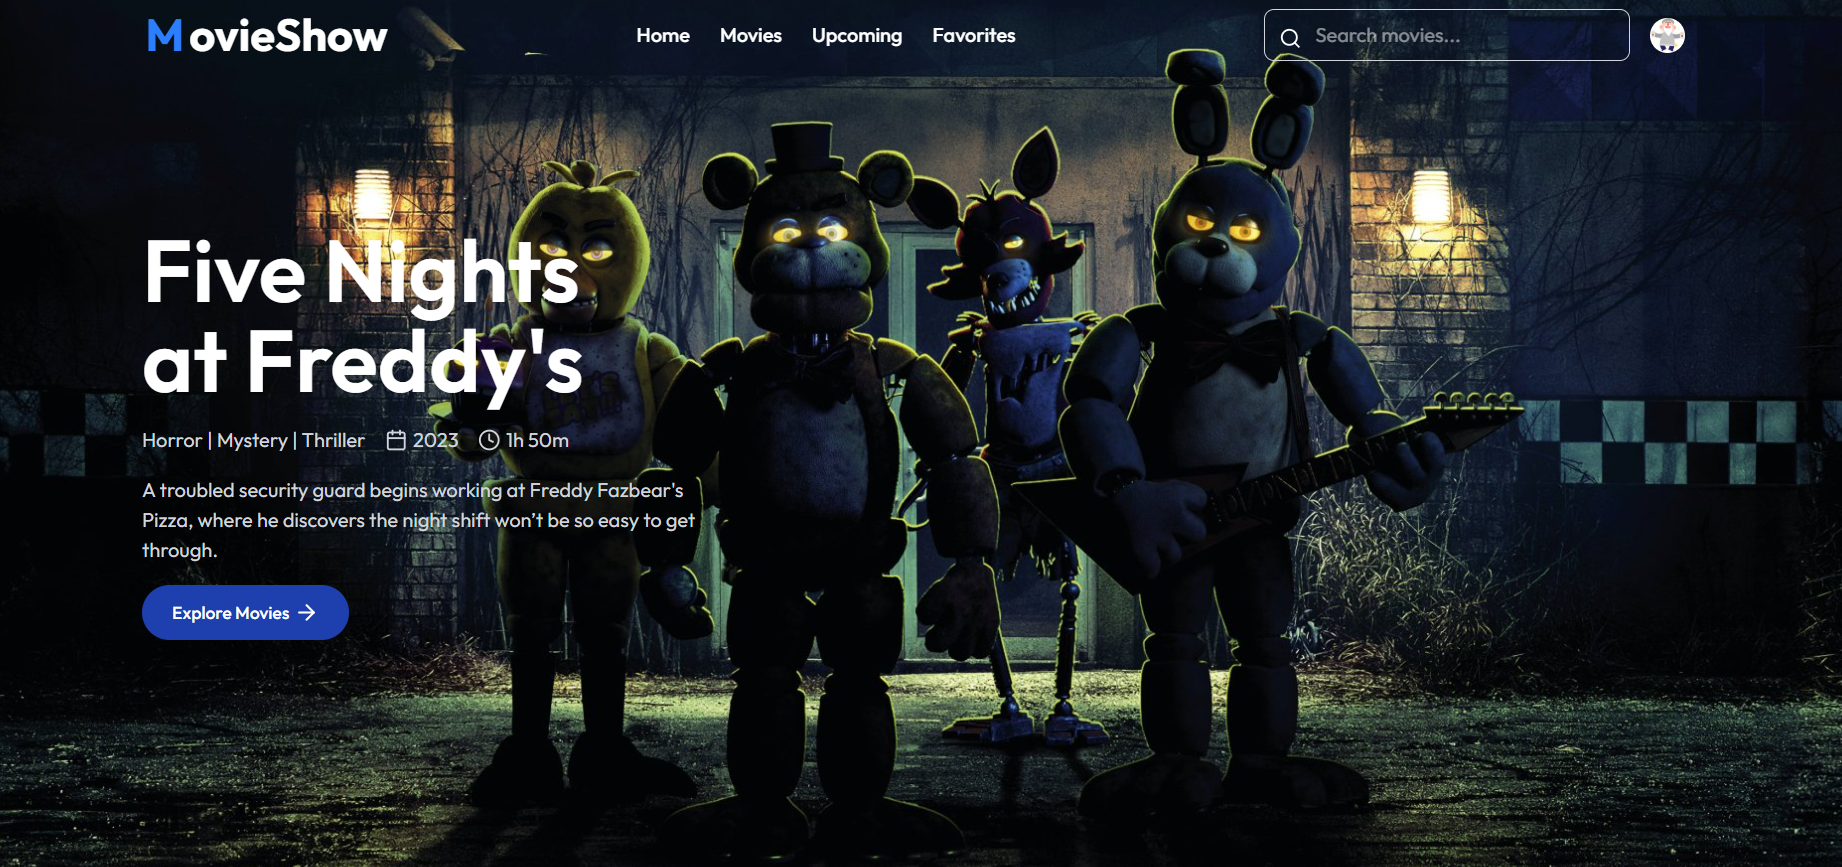 MovieShow
Home Movies Upcoming Favorites
Search movies...
Five Nights
at Freddy's
Horror | Mystery | Thriller 2023 1h 50m
A troubled security guard begins working at Freddy Fazbear's
Pizza, where he discovers the night shift won’t be so easy to get
through.
Explore Movies